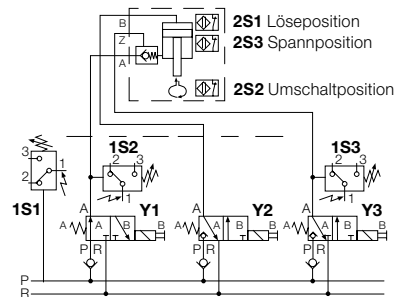 B
Z
A
2S1 Löseposition
2S3 Spannposition
2S2 Umschaltposition
1S2
1S3
3 1
2
1S1
2 3
1
2 3
1
Y1
Y2
Y3
A
A
A
A A B B
A A B B
A A B B
P R
P R
P R
P
R